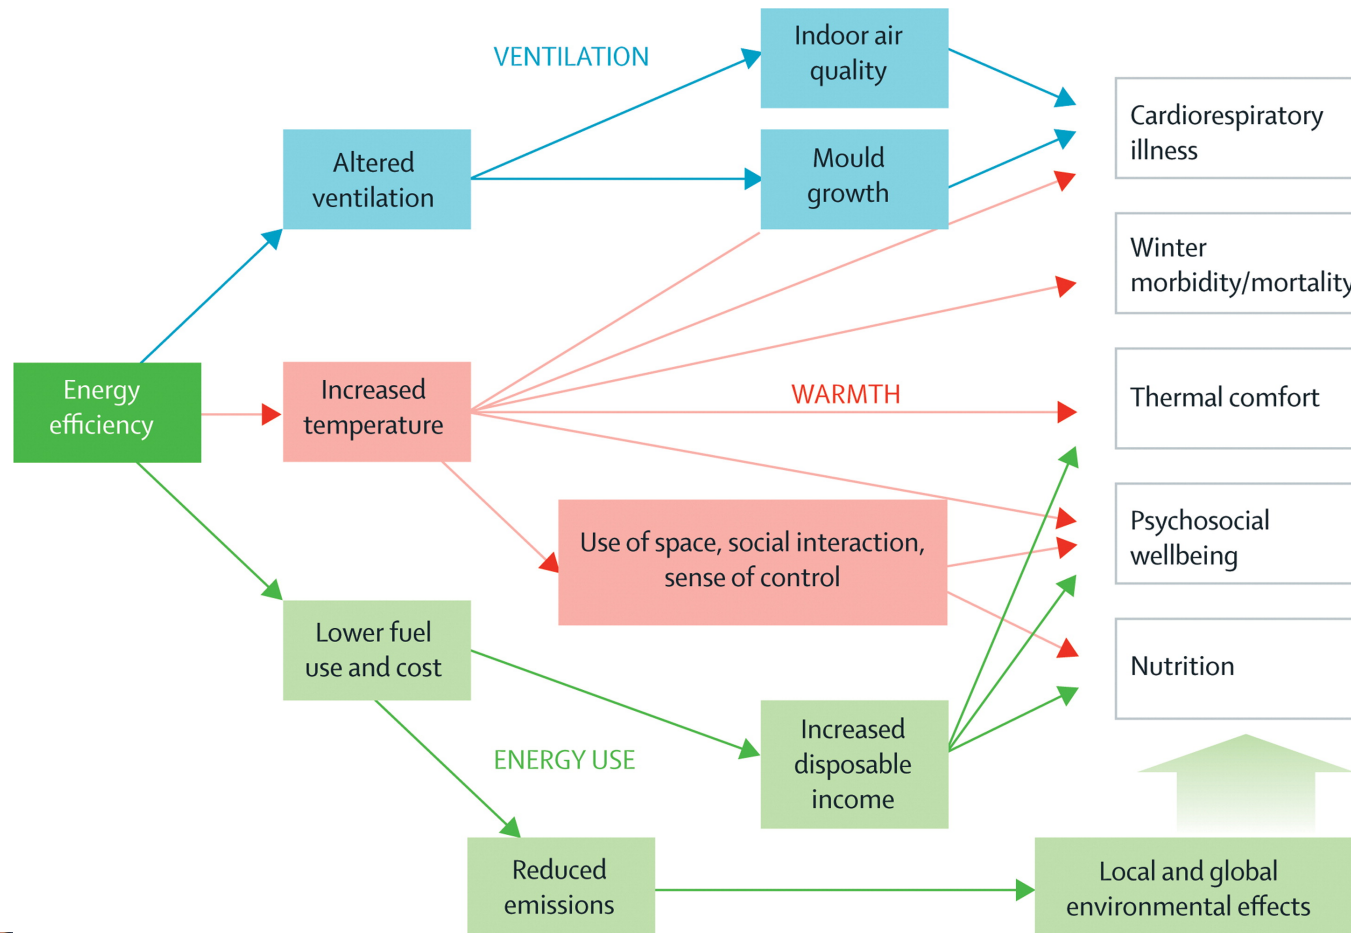 VENTILATION
Indoor air
quality
Cardiorespiratory
illness
Altered
ventilation
Mould
growth
Winter
morbidity/mortality
Energy
efficiency
Increased
temperature
WARMTH
Thermal comfort
Use of space, social interaction,
sense of control
Psychosocial
wellbeing
Lower fuel
use and cost
Nutrition
ENERGY USE
Increased
disposable
income
Reduced
emissions
Local and global
environmental effects